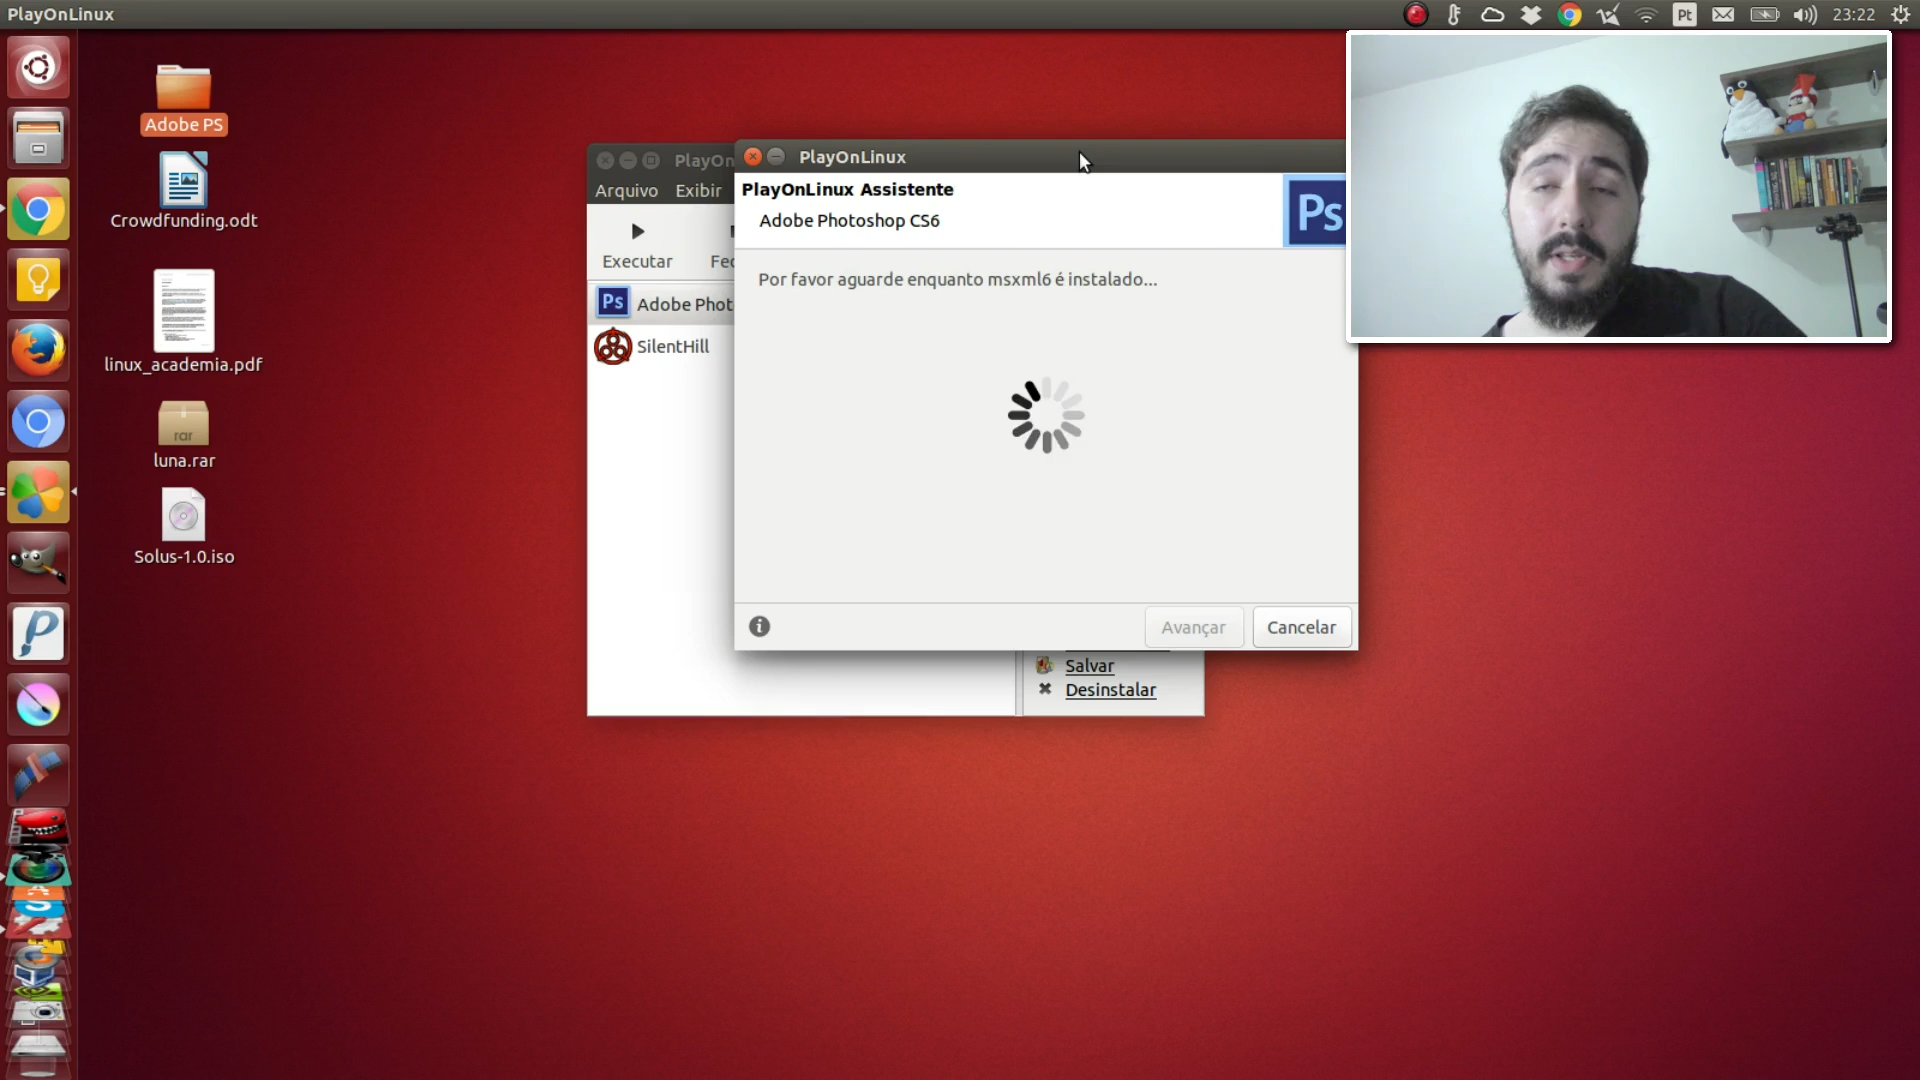 PlayOnLinux
Pt
23:22
Adobe PS
Crowdfunding.odt
linux_academia.pdf
rar
luna.rar
Solus-1.0.iso
PlayOn
Arquivo Exibir
Executar
Fec
Ps Adobe Phot
SilentHill
PlayOnLinux
PlayOnLinux Assistente
Adobe Photoshop CS6
Ps
Por favor aguarde enquanto msxml6 é instalado...
Avançar
Cancelar
Salvar
Desinstalar